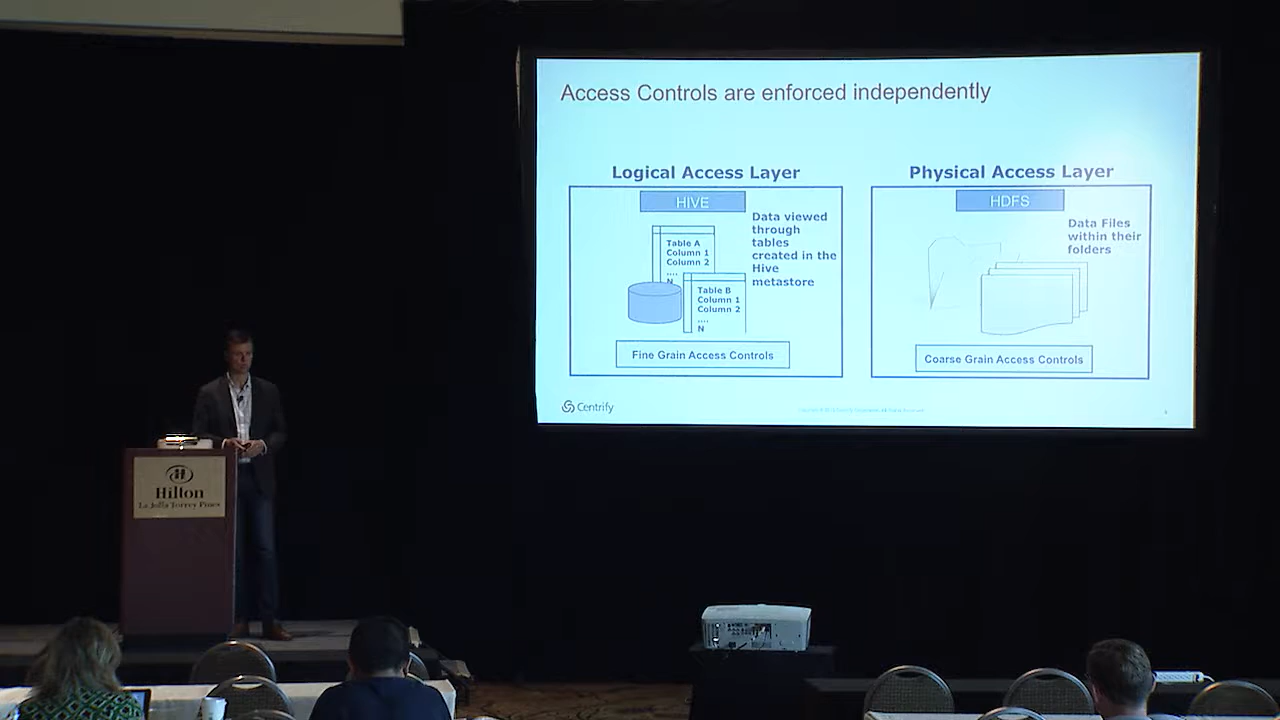 Access Controls are enforced independently
Logical Access Layer
HIVE
Data viewed
through
tables
created in the
Hive
metastore
Table A
Column 1
Column 2
....
N
Table B
Column 1
Column 2
....
N
Fine Grain Access Controls
Physical Access Layer
HDFS
Data Files
within their
folders
Coarse Grain Access Controls
Centrify
Hilton
La Jolla Torrey Pines